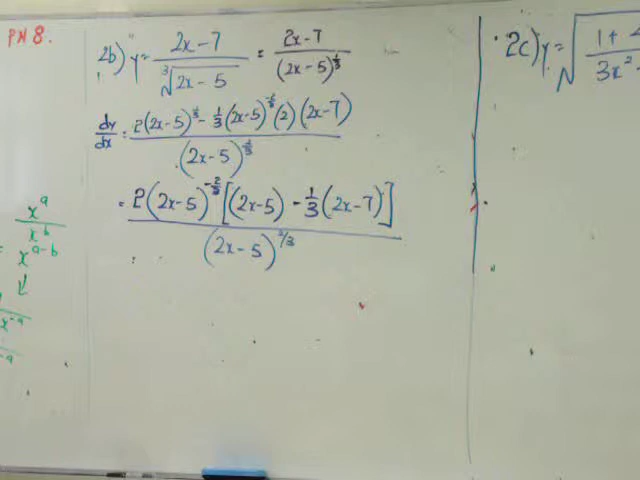 PN 8.
2b) y = (2x-7)/∛(2x-5) = (2x-7)/(2x-5)^(1/3)
dy/dx = [2(2x-5)^(1/3) - 1/3(2x-5)^(-2/3)(2)(2x-7)]/(2x-5)^(2/3)
= 2(2x-5)^(-2/3)[(2x-5) - 1/3(2x-7)]/(2x-5)^(2/3)
x^a/x^b
x^(a-b)
↓
2c) y = √(1+
3x²